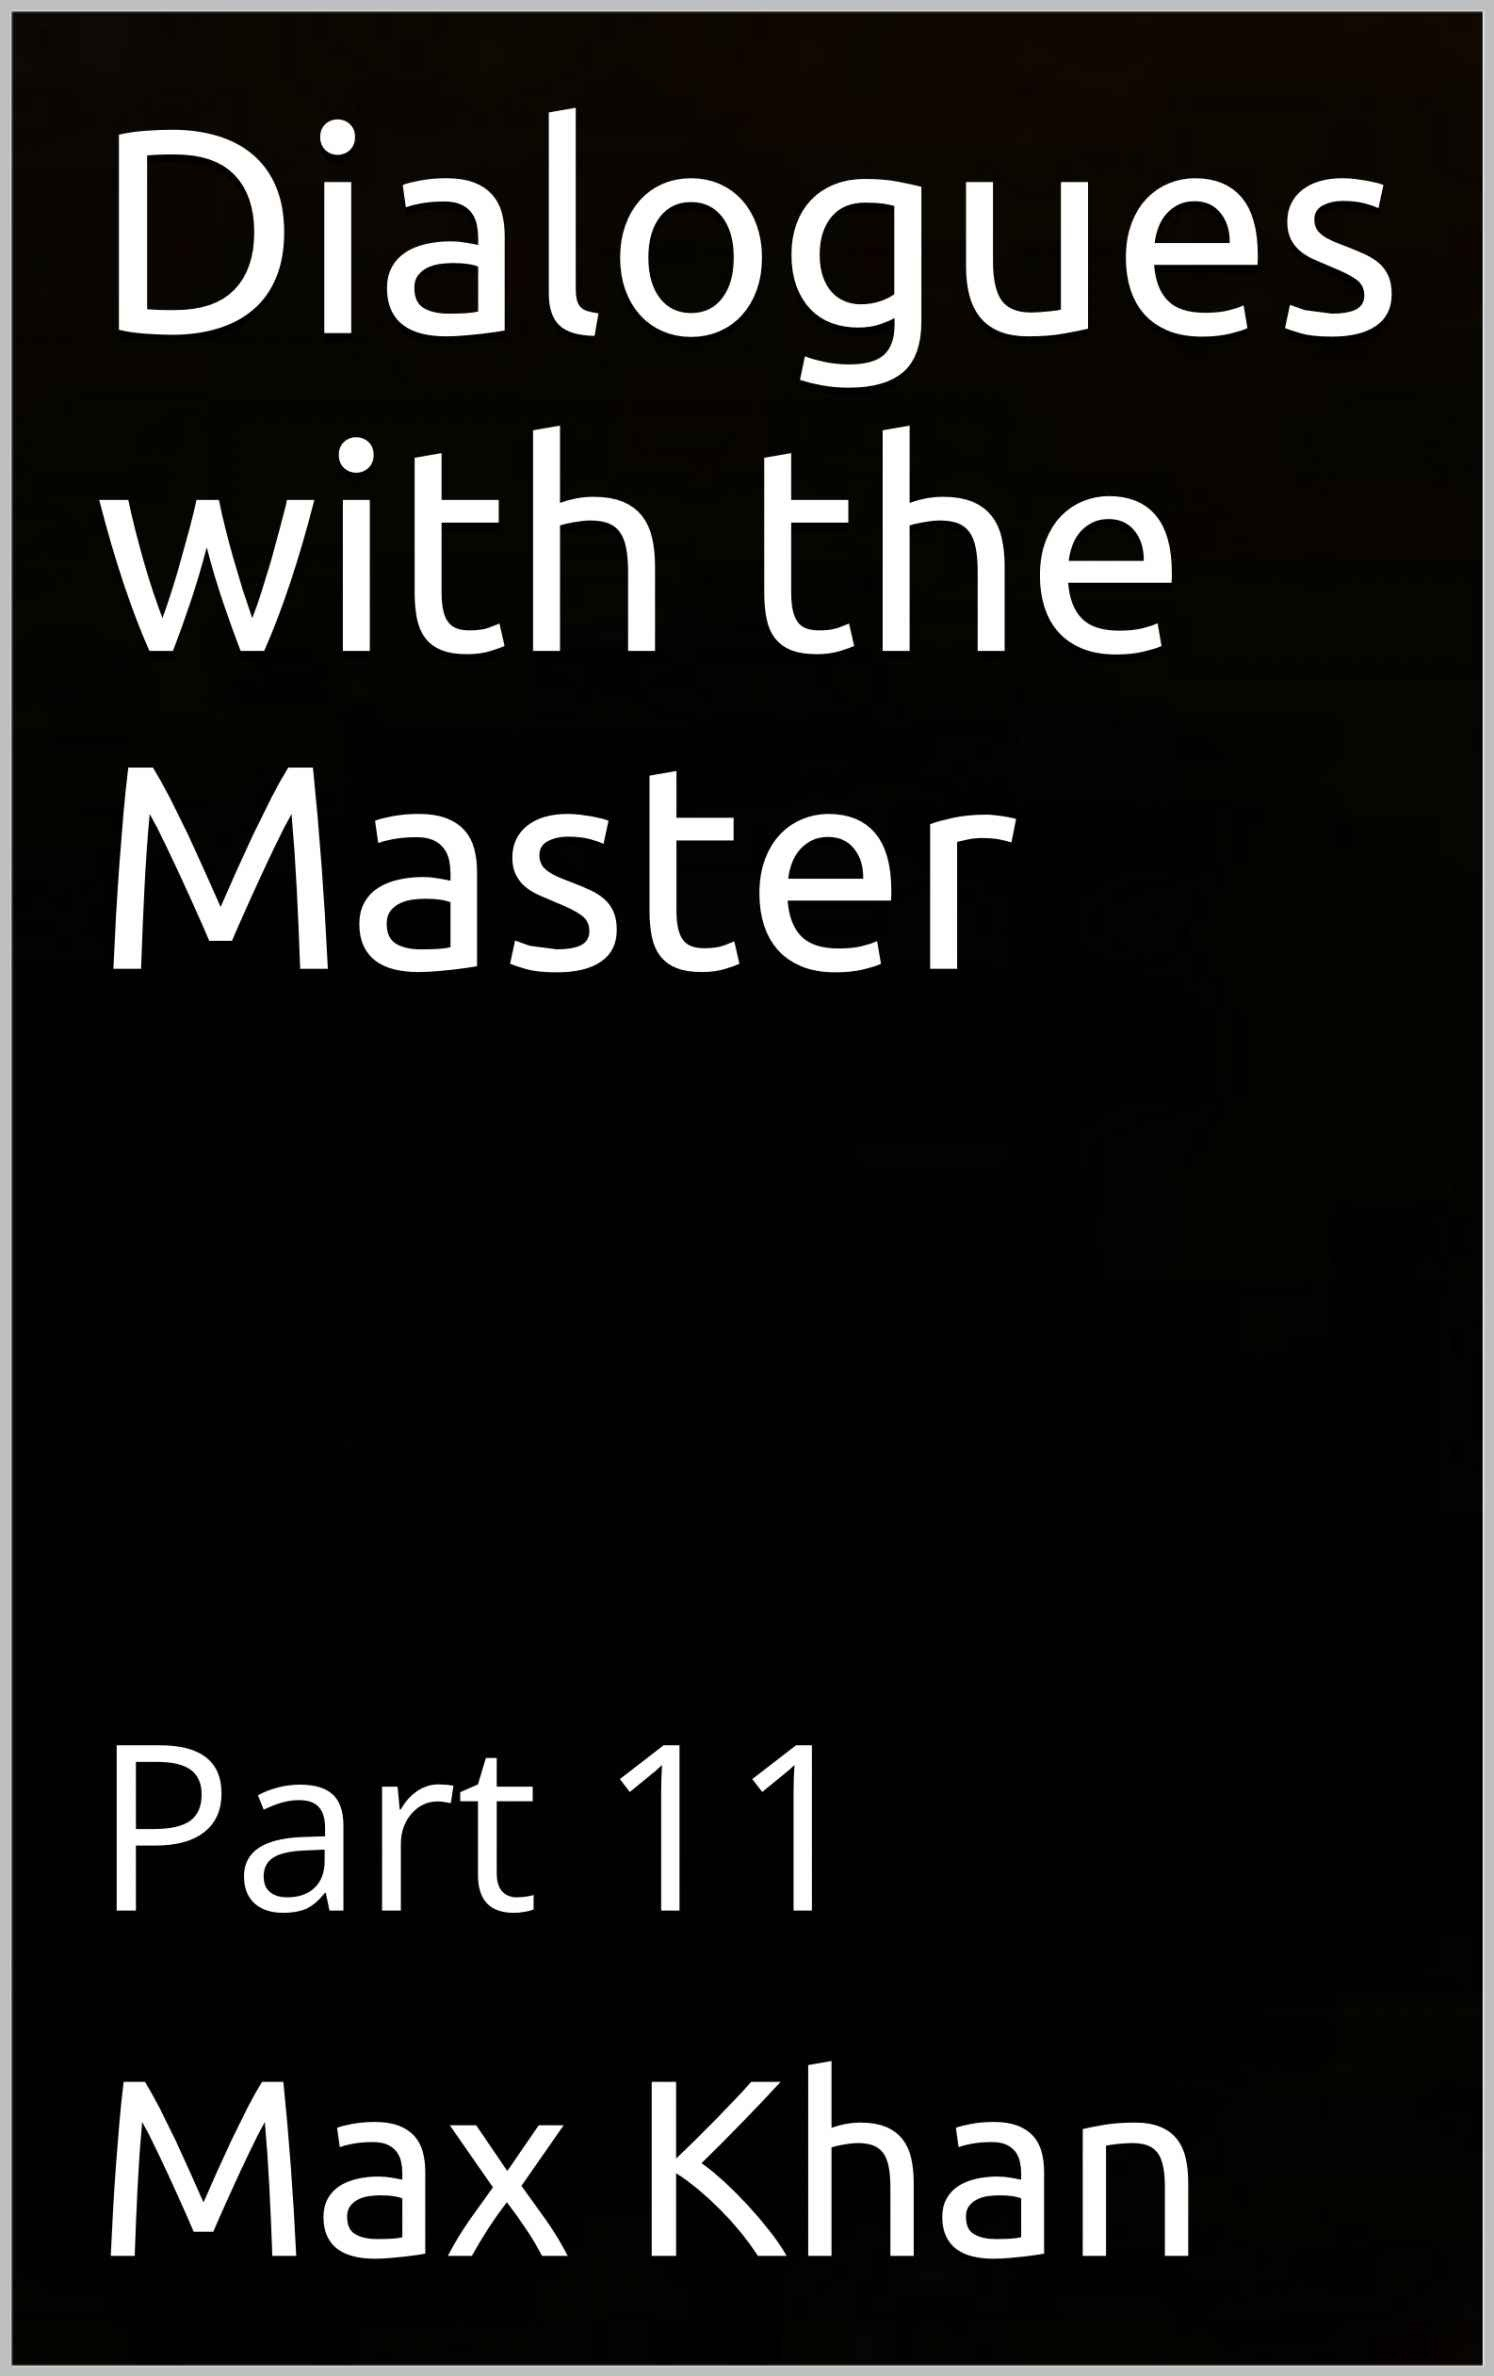 Dialogues
with the
Master
Part 11
Max Khan